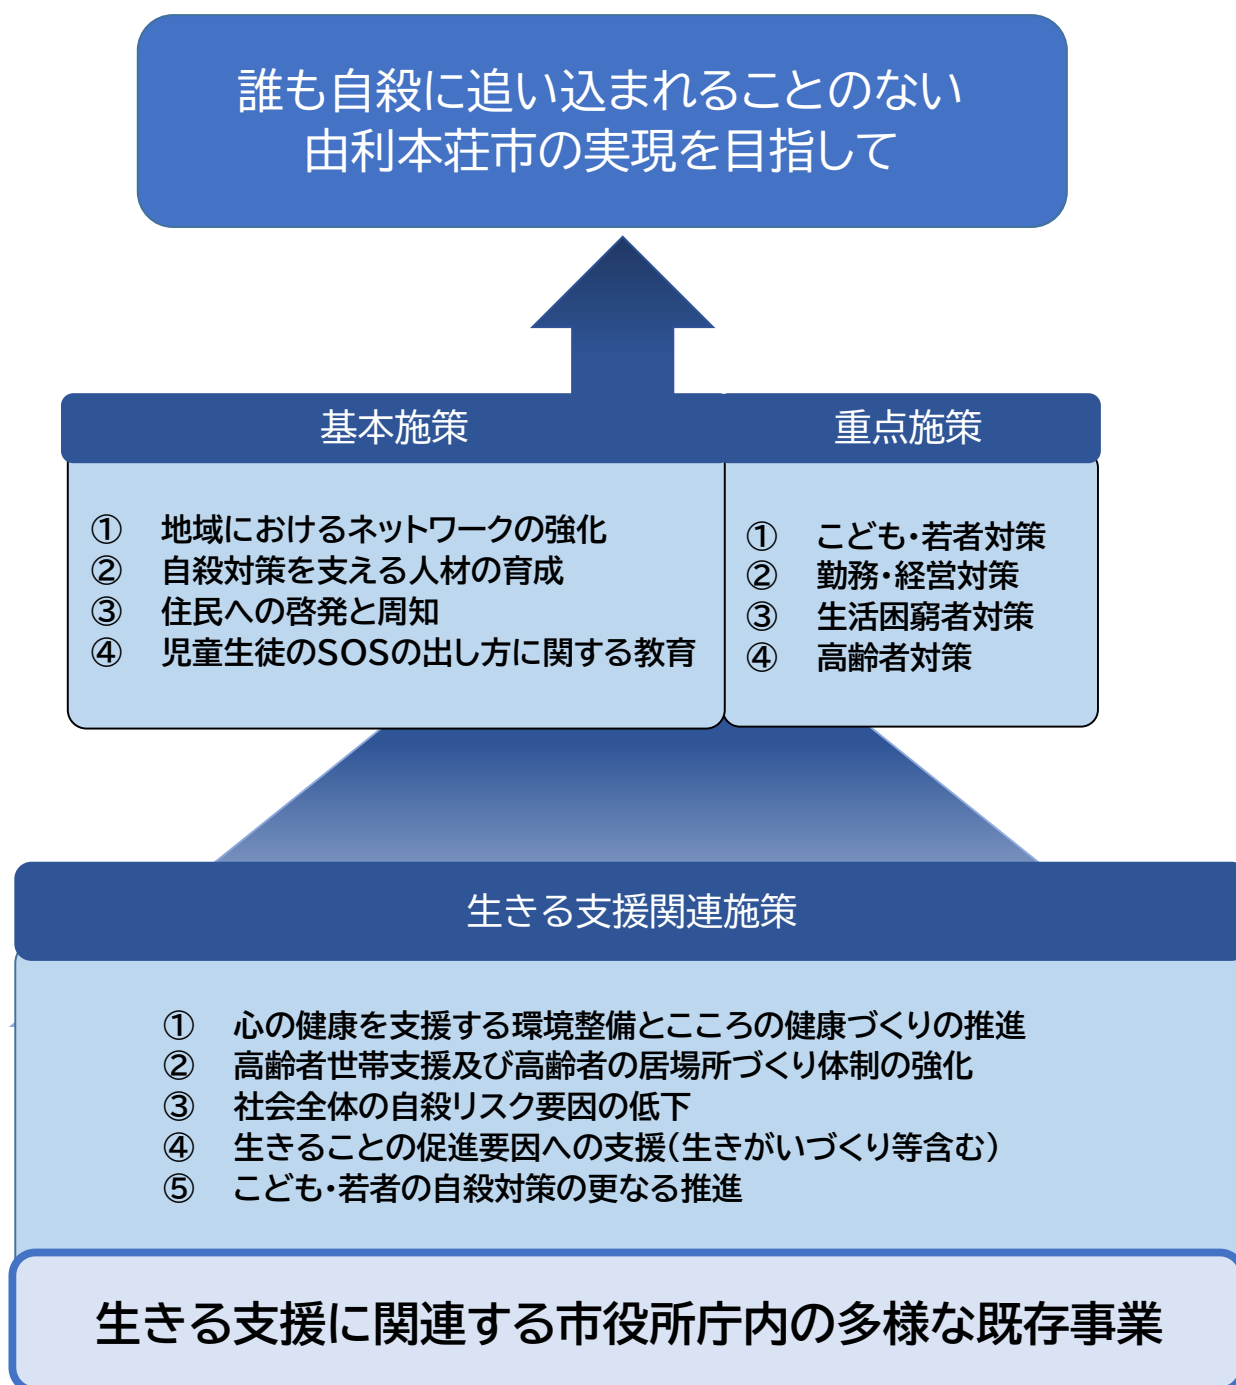 誰も自殺に追い込まれることのない
由利本荘市の実現を目指して
基本施策
① 地域におけるネットワークの強化
② 自殺対策を支える人材の育成
③ 住民への啓発と周知
④ 児童生徒のSOSの出し方に関する教育
重点施策
① こども・若者対策
② 勤務・経営対策
③ 生活困窮者対策
④ 高齢者対策
生きる支援関連施策
① 心の健康を支援する環境整備とこころの健康づくりの推進
② 高齢者世帯支援及び高齢者の居場所づくり体制の強化
③ 社会全体の自殺リスク要因の低下
④ 生きることの促進要因への支援(生きがいづくり等含む)
⑤ こども・若者の自殺対策の更なる推進
生きる支援に関連する市役所庁内の多様な既存事業